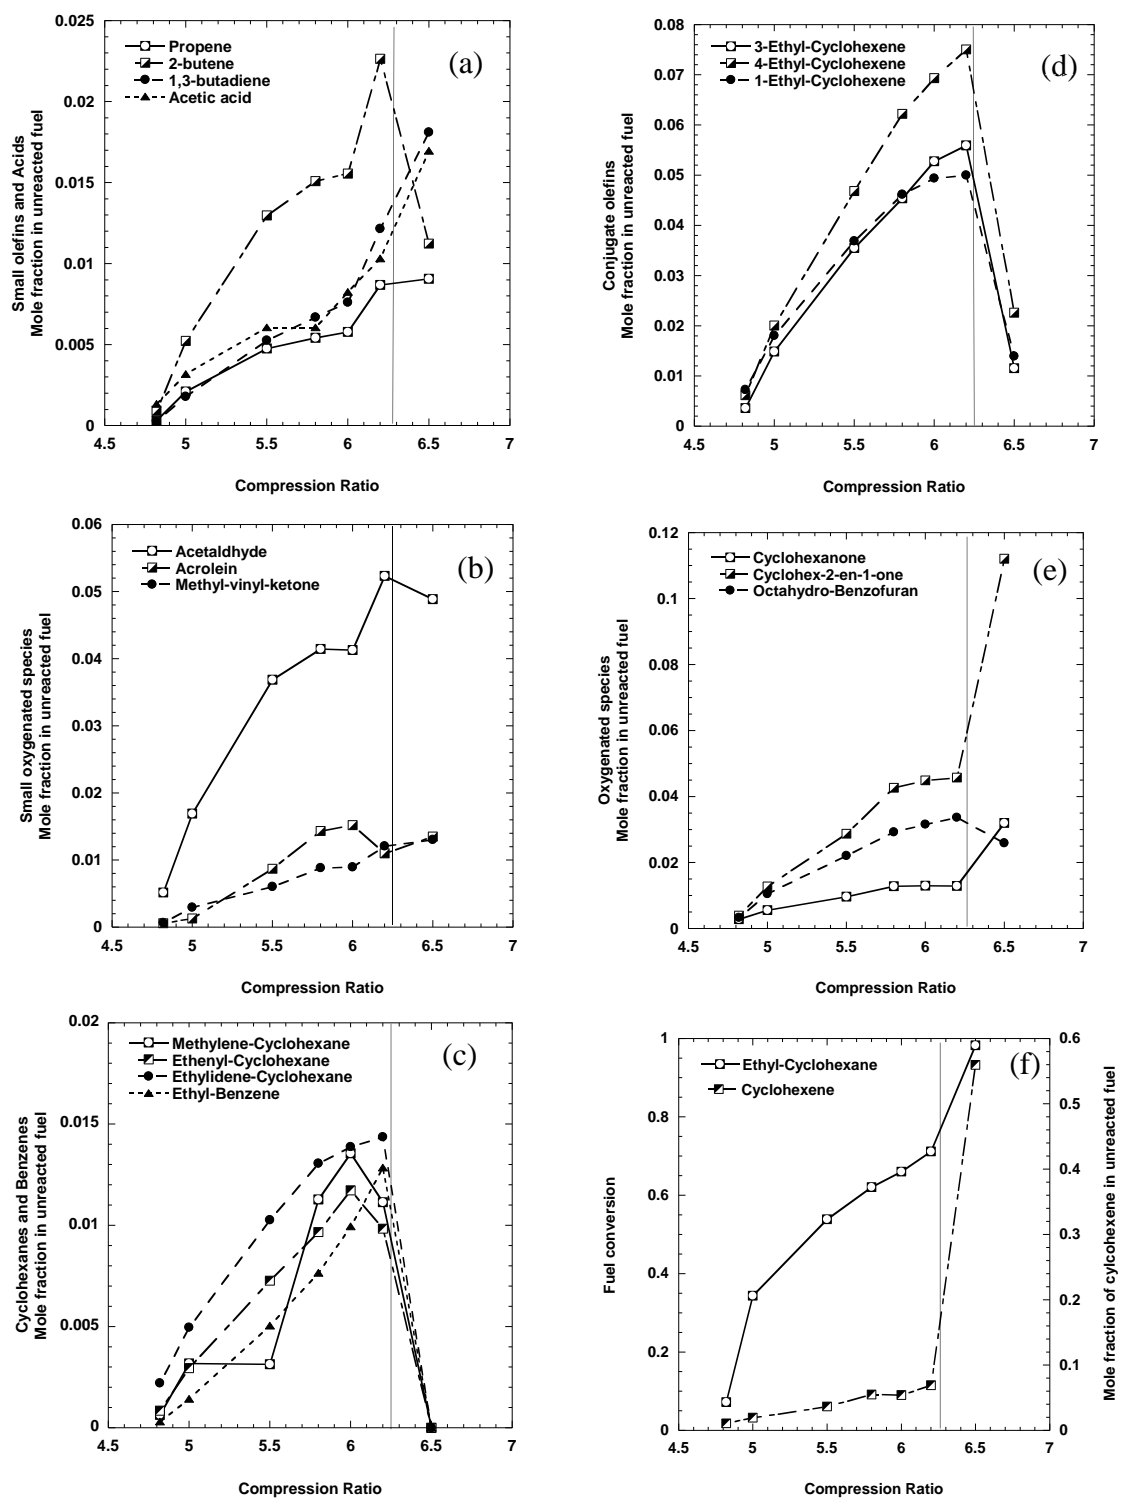 0.025
0.02
0.015
0.01
0.005
0
4.5 5 5.5 6 6.5 7
Propene
2-butene
1,3-butadiene
Acetic acid
(a)
Small olefins and Acids
Mole fraction in unreacted fuel
Compression Ratio
0.08
0.07
0.06
0.05
0.04
0.03
0.02
0.01
0
4.5 5 5.5 6 6.5 7
3-Ethyl-Cyclohexene
4-Ethyl-Cyclohexene
1-Ethyl-Cyclohexene
(d)
Conjugate olefins
Mole fraction in unreacted fuel
Compression Ratio
0.06
0.05
0.04
0.03
0.02
0.01
0
4.5 5 5.5 6 6.5 7
Acetaldhyde
Acrolein
Methyl-vinyl-ketone
(b)
Small oxygenated species
Mole fraction in unreacted fuel
Compression Ratio
0.12
0.1
0.08
0.06
0.04
0.02
0
4.5 5 5.5 6 6.5 7
Cyclohexanone
Cyclohex-2-en-1-one
Octahydro-Benzofuran
(e)
Oxygenated species
Mole fraction in unreacted fuel
Compression Ratio
0.02
0.015
0.01
0.005
0
4.5 5 5.5 6 6.5 7
Methylene-Cyclohexane
Ethenyl-Cyclohexane
Ethylidene-Cyclohexane
Ethyl-Benzene
(c)
Cyclohexanes and Benzenes
Mole fraction in unreacted fuel
Compression Ratio
1
0.8
0.6
0.4
0.2
0
4.5 5 5.5 6 6.5 7
0.6
0.5
0.4
0.3
0.2
0.1
0
Ethyl-Cyclohexane
Cyclohexene
(f)
Fuel conversion
Mole fraction of cylcohexene in unreacted fuel
Compression Ratio